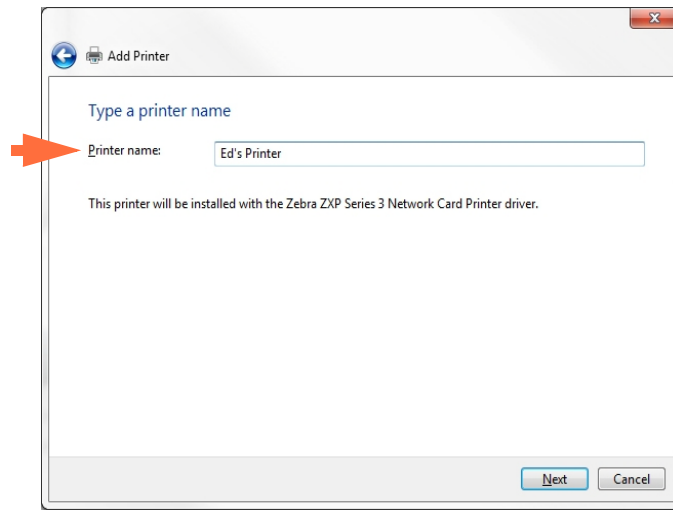 x
Add Printer
Type a printer name
Printer name: Ed's Printer
This printer will be installed with the Zebra ZXP Series 3 Network Card Printer driver.
Next Cancel